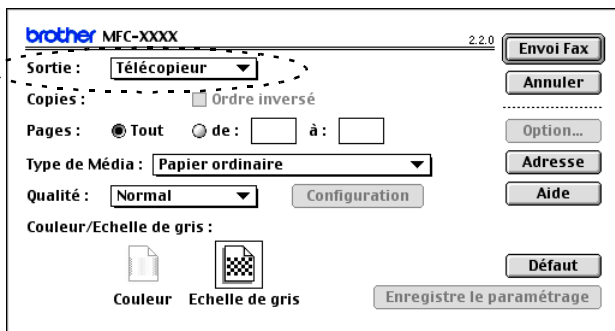 brother MFC-XXXX 2.2.0 Envoi Fax
Sortie : Télécopieur
Annuler
Copies : Ordre inversé
Pages : Tout de : à : Option...
Type de Média : Papier ordinaire Adresse
Qualité : Normal Configuration Aide
Couleur/Echelle de gris :
Défaut
Couleur Echelle de gris Enregistre le paramétrage